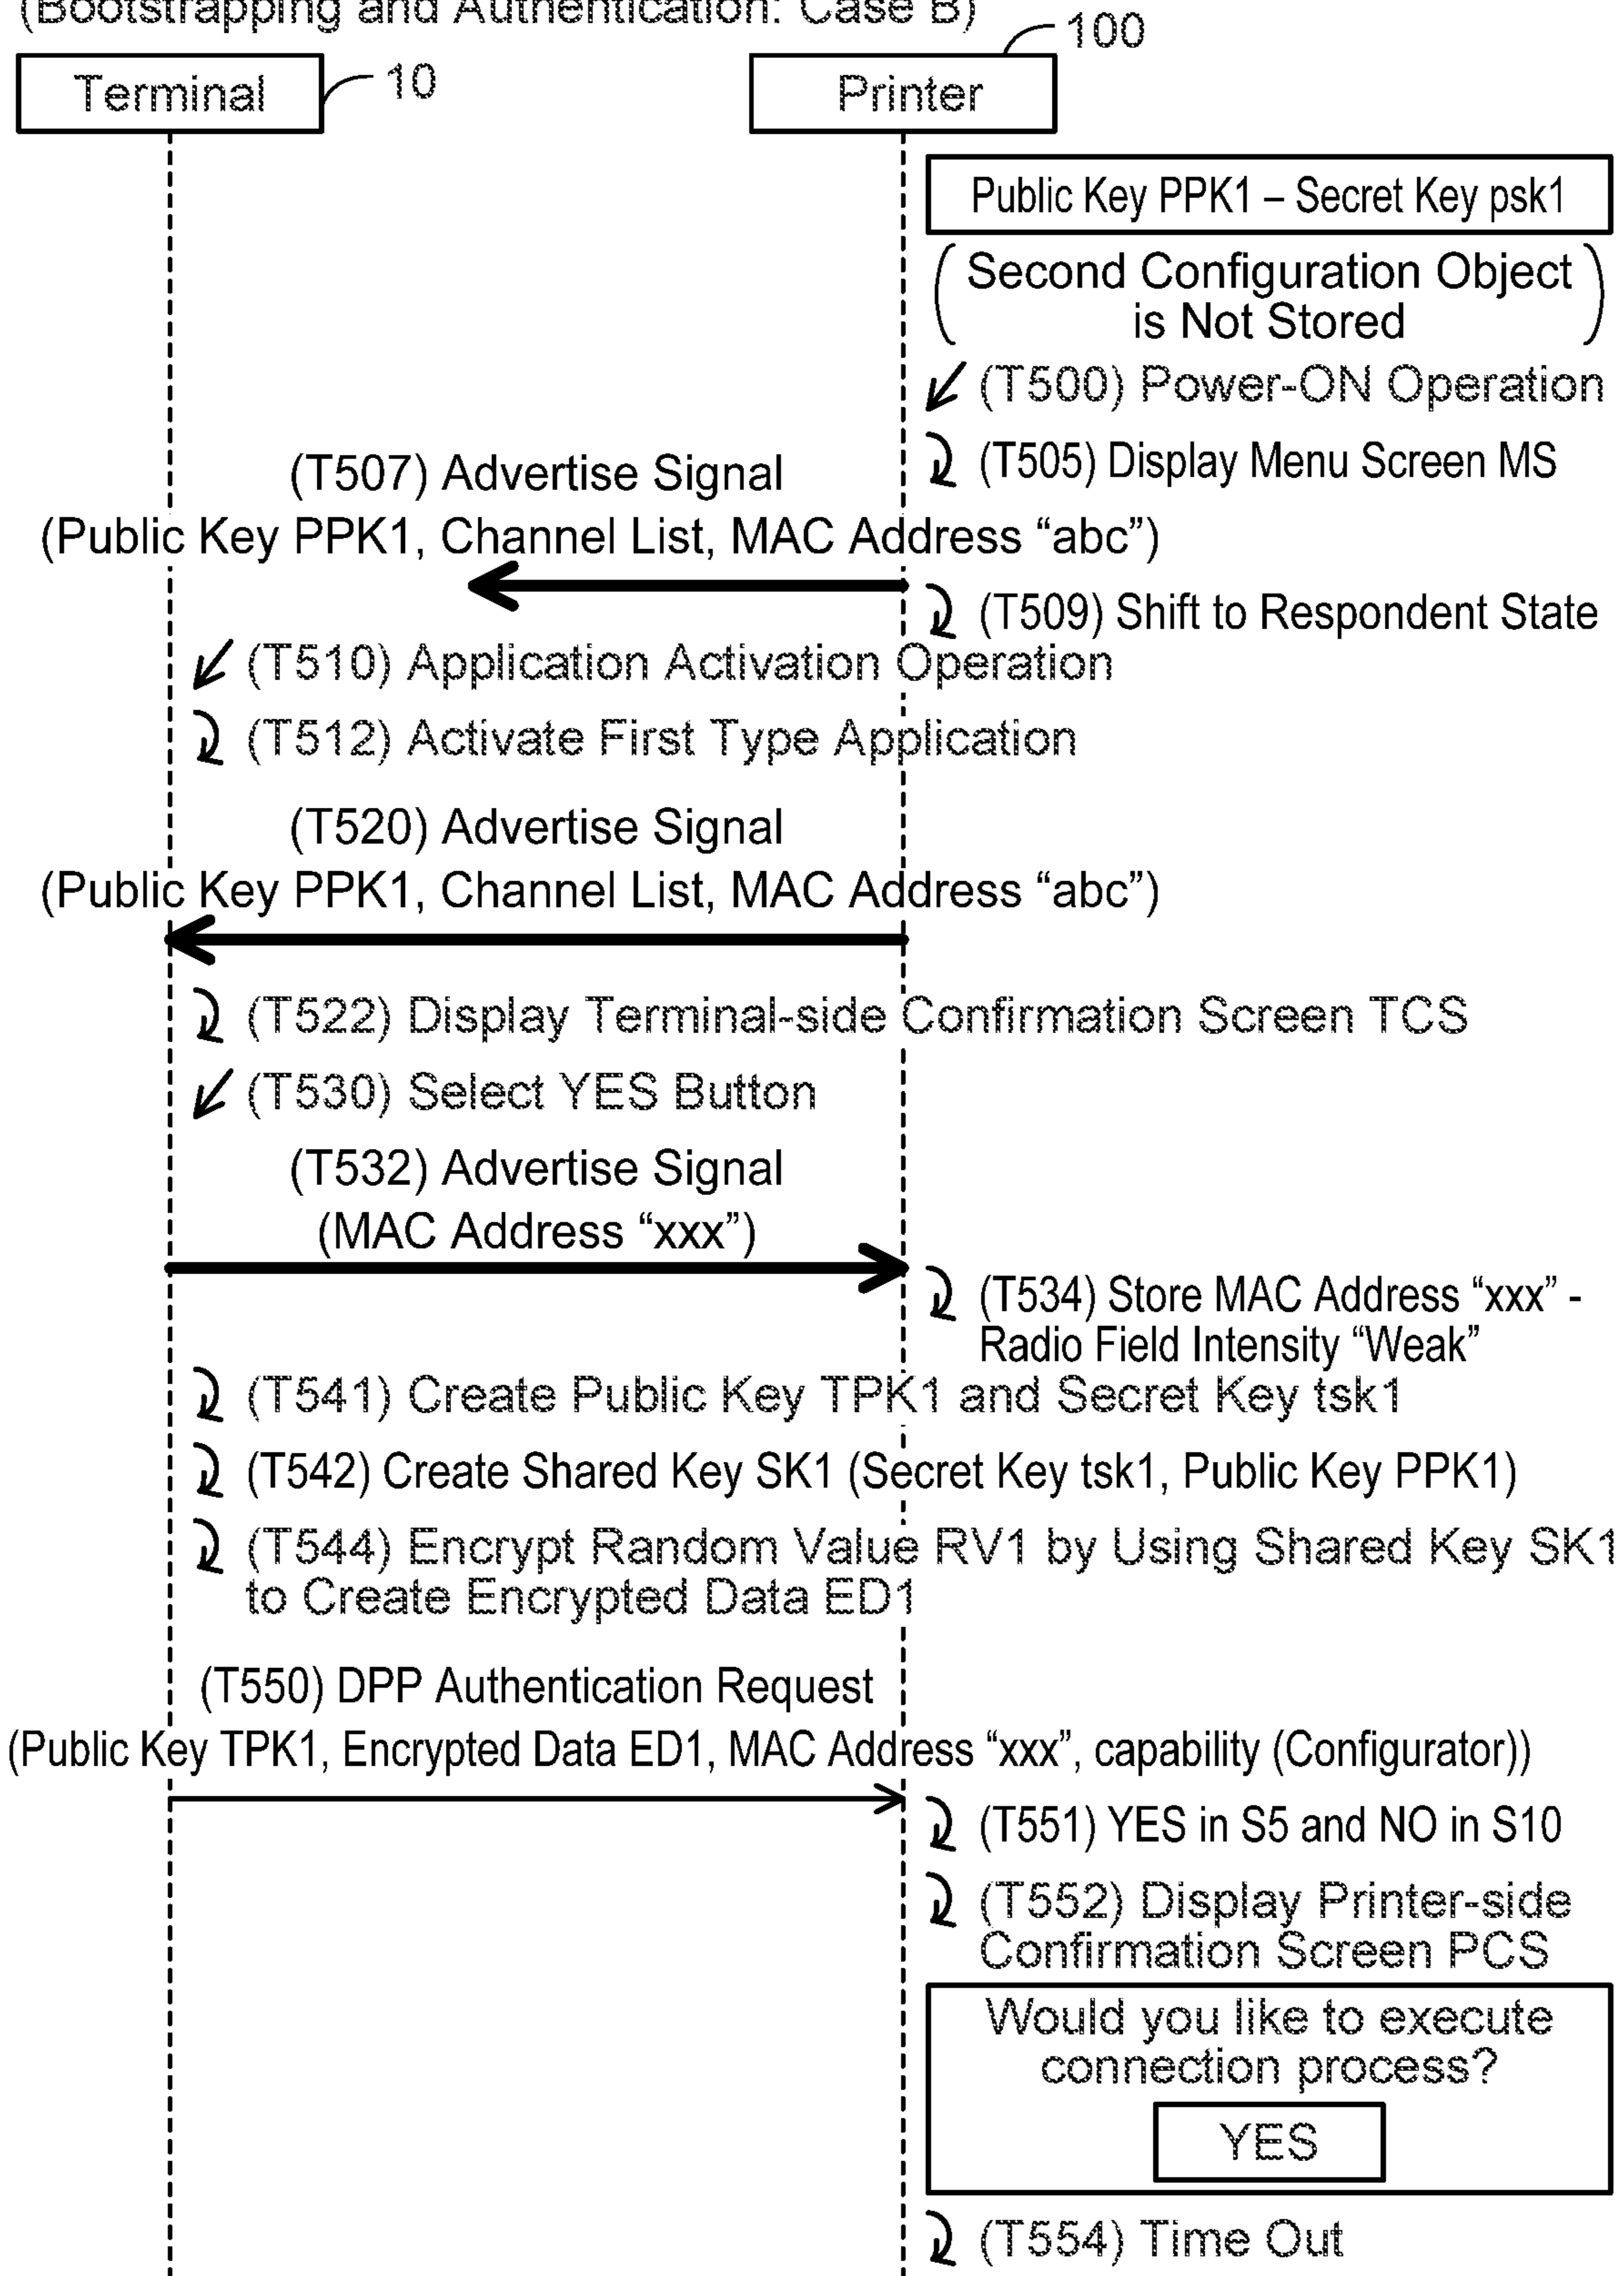 (Bootstrapping and Authentication: Case B)
100
Terminal
10
Printer
Public Key PPK1 – Secret Key psk1
Second Configuration Object
is Not Stored
(T500) Power-ON Operation
(T505) Display Menu Screen MS
(T507) Advertise Signal
(Public Key PPK1, Channel List, MAC Address “abc”)
(T509) Shift to Respondent State
(T510) Application Activation Operation
(T512) Activate First Type Application
(T520) Advertise Signal
(Public Key PPK1, Channel List, MAC Address “abc”)
(T522) Display Terminal-side Confirmation Screen TCS
(T530) Select YES Button
(T532) Advertise Signal
(MAC Address “xxx”)
(T534) Store MAC Address “xxx” -
Radio Field Intensity “Weak”
(T541) Create Public Key TPK1 and Secret Key tsk1
(T542) Create Shared Key SK1 (Secret Key tsk1, Public Key PPK1)
(T544) Encrypt Random Value RV1 by Using Shared Key SK1
to Create Encrypted Data ED1
(T550) DPP Authentication Request
(Public Key TPK1, Encrypted Data ED1, MAC Address “xxx”, capability (Configurator))
(T551) YES in S5 and NO in S10
(T552) Display Printer-side
Confirmation Screen PCS
Would you like to execute
connection process?
YES
(T554) Time Out